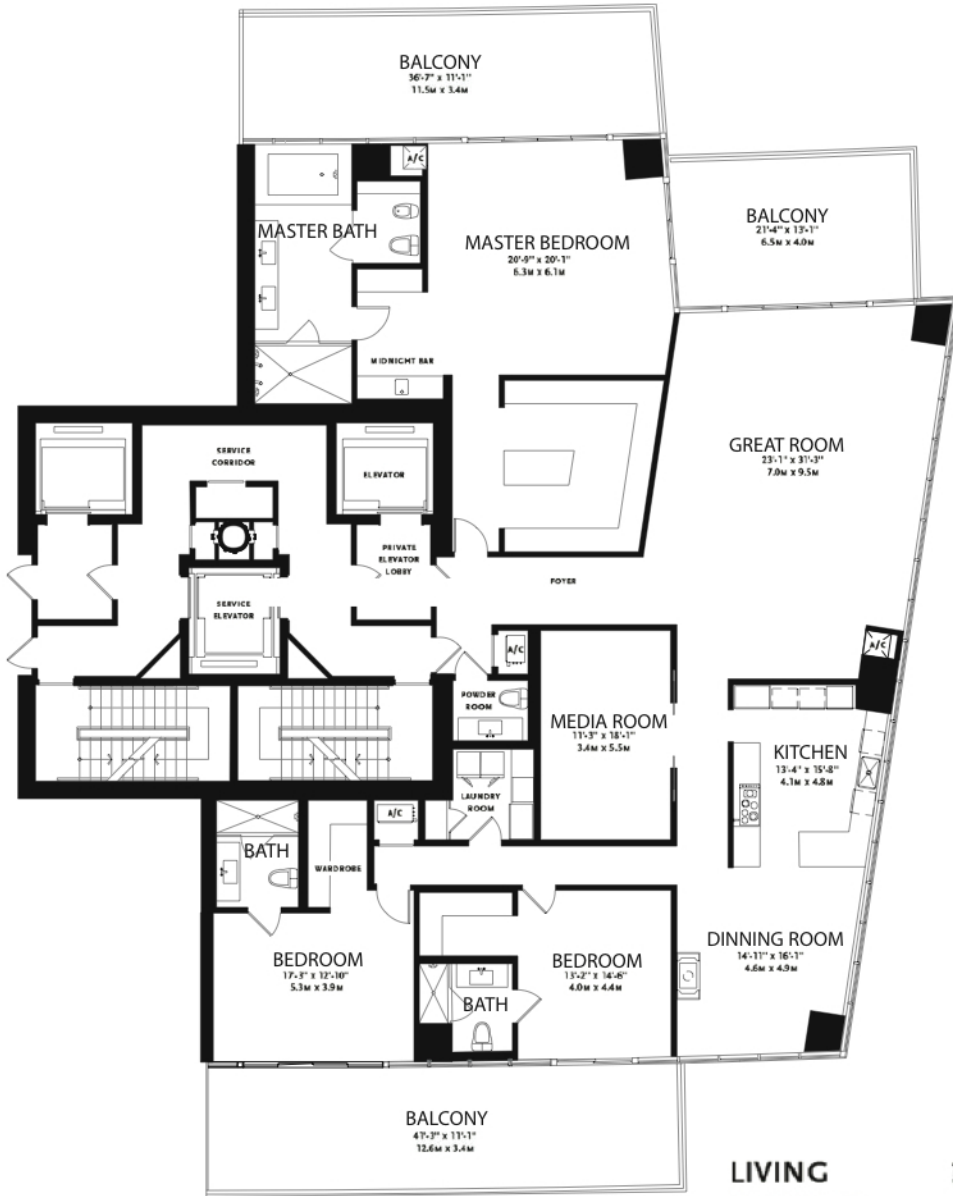 BALCONY
36'-7" x 11'-1"
11.5M x 3.4M
A/C
BALCONY
21'-4" x 13'-1"
6.5M x 4.0M
MASTER BATH
MASTER BEDROOM
20'-9" x 20'-1"
6.3M x 6.1M
MIDNIGHT BAR
GREAT ROOM
23'-1" x 31'-3"
7.0M x 9.5M
SERVICE
CORRIDOR
ELEVATOR
PRIVATE
ELEVATOR
LOBBY
FOYER
SERVICE
ELEVATOR
A/C
A/C
POWDER
ROOM
MEDIA ROOM
11'-3" x 18'-1"
3.4M x 5.5M
KITCHEN
13'-4" x 15'-8"
4.1M x 4.8M
LAUNDRY
ROOM
A/C
BATH
WARDROBE
DINNING ROOM
14'-11" x 16'-1"
4.6M x 4.9M
BEDROOM
17'-3" x 12'-10"
5.3M x 3.9M
BEDROOM
13'-2" x 14'-6"
4.0M x 4.4M
BATH
BALCONY
41'-3" x 11'-1"
12.6M x 3.4M
LIVING